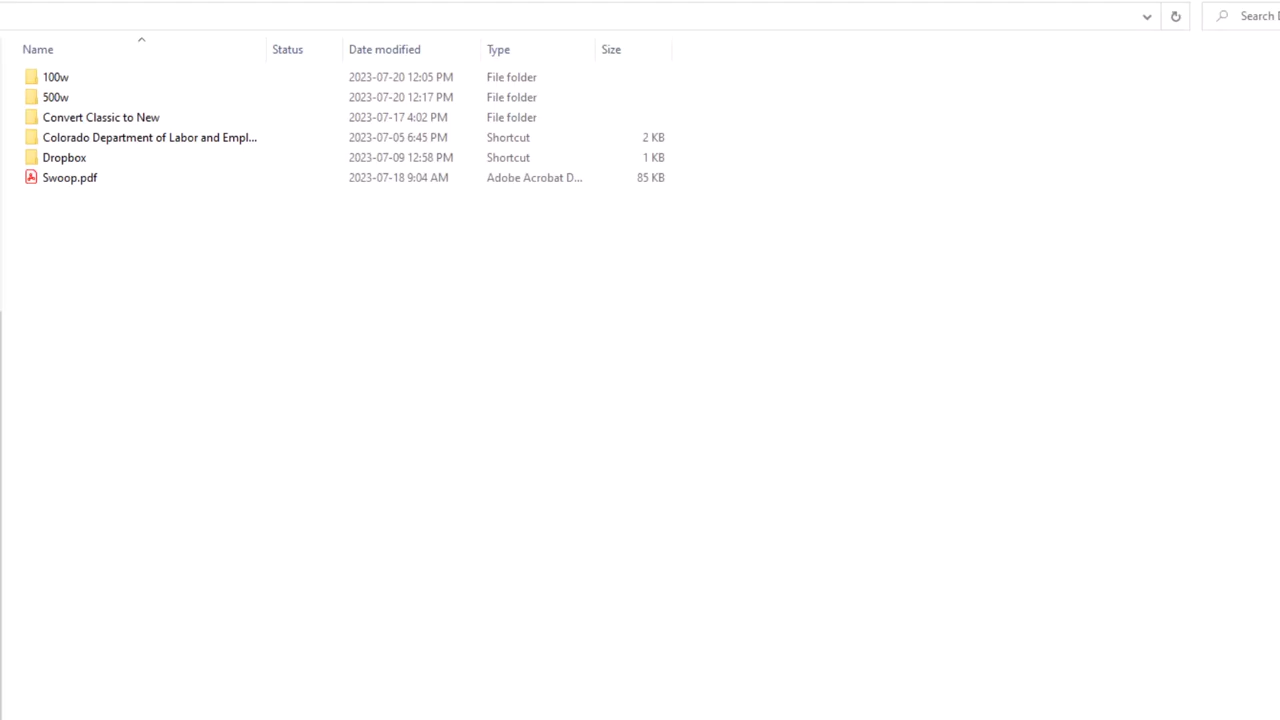 Search
Name Status Date modified Type Size
100w 2023-07-20 12:05 PM File folder
500w 2023-07-20 12:17 PM File folder
Convert Classic to New 2023-07-17 4:02 PM File folder
Colorado Department of Labor and Empl... 2023-07-05 6:45 PM Shortcut 2 KB
Dropbox 2023-07-09 12:58 PM Shortcut 1 KB
Swoop.pdf 2023-07-18 9:04 AM Adobe Acrobat D... 85 KB